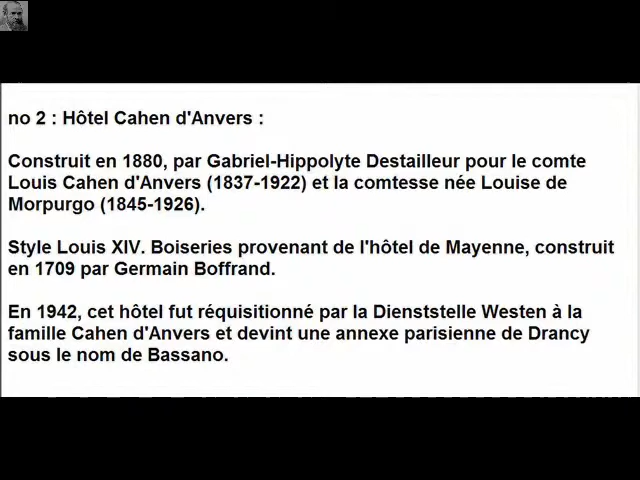 no 2 : Hôtel Cahen d'Anvers :
Construit en 1880, par Gabriel-Hippolyte Destailleur pour le comte
Louis Cahen d'Anvers (1837-1922) et la comtesse née Louise de
Morpurgo (1845-1926).
Style Louis XIV. Boiseries provenant de l'hôtel de Mayenne, construit
en 1709 par Germain Boffrand.
En 1942, cet hôtel fut réquisitionné par la Dienststelle Westen à la
famille Cahen d'Anvers et devint une annexe parisienne de Drancy
sous le nom de Bassano.